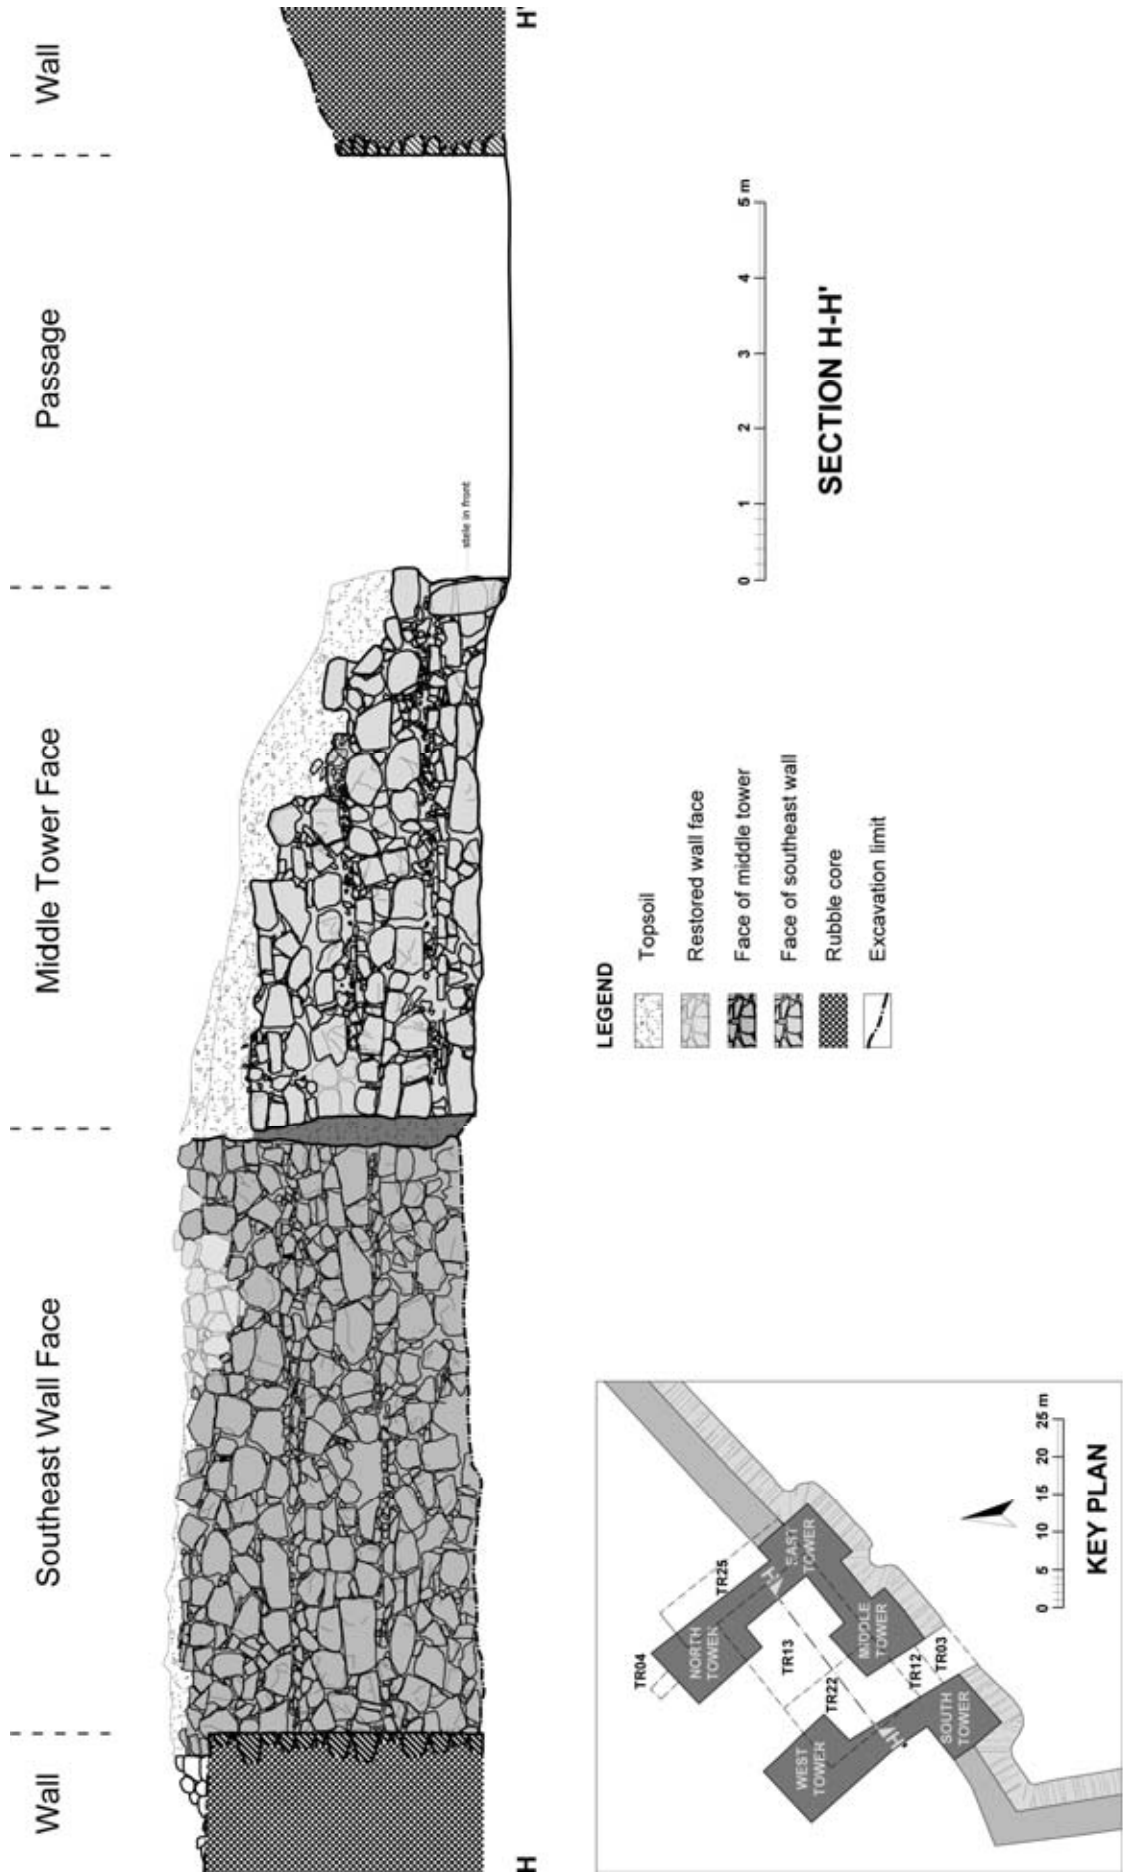 Wall
Southeast Wall Face
Middle Tower Face
Passage
Wall
stele in front
H
H'
KEY PLAN
0 5 10 15 20 25 m
TR04
TR25
TR13
TR22
TR12
TR03
NORTH
TOWER
EAST
TOWER
MIDDLE
TOWER
WEST
TOWER
SOUTH
TOWER
H
H'
LEGEND
Topsoil
Restored wall face
Face of middle tower
Face of southeast wall
Rubble core
Excavation limit
0 1 2 3 4 5 m
SECTION H-H'